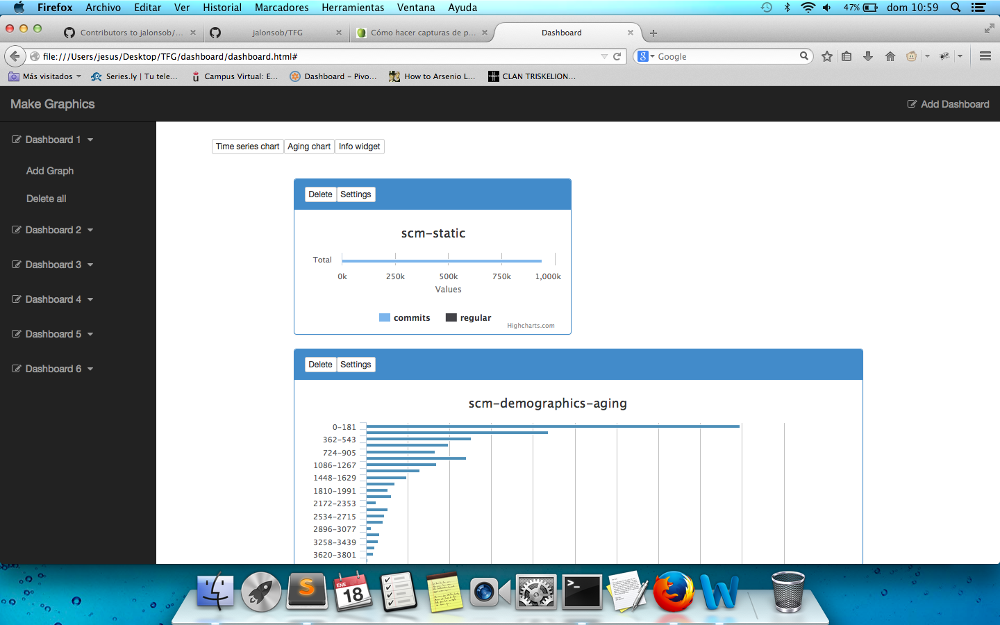 Firefox Archivo Editar Ver Historial Marcadores Herramientas Ventana Ayuda 47% dom 10:59
Contributors to jalonsob/... jalonsob/TFG Cómo hacer capturas de p... Dashboard
file:///Users/jesus/Desktop/TFG/dashboard/dashboard.html# Google
Más visitados Series.ly | Tu tele... Campus Virtual: E... Dashboard – Pivo... How to Arsenio L... CLAN TRISKELION...
Make Graphics Add Dashboard
Dashboard 1
Add Graph
Delete all
Dashboard 2
Dashboard 3
Dashboard 4
Dashboard 5
Dashboard 6
Time series chart Aging chart Info widget
Delete Settings
scm-static
Total
0k 250k 500k 750k 1,000k
Values
commits regular
Highcharts.com
Delete Settings
scm-demographics-aging
0-181
362-543
724-905
1086-1267
1448-1629
1810-1991
2172-2353
2534-2715
2896-3077
3258-3439
3620-3801
ENE
18